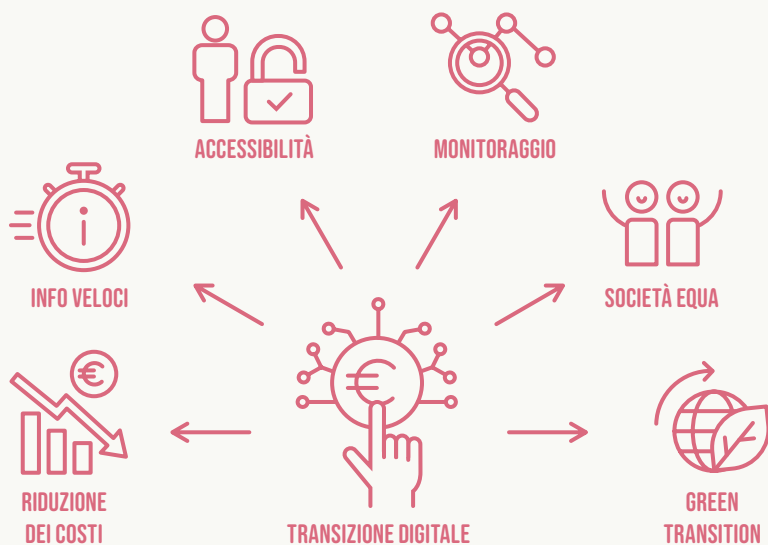 ACCESSIBILITÀ
MONITORAGGIO
i
INFO VELOCI
SOCIETÀ EQUA
€
€
RIDUZIONE
DEI COSTI
TRANSIZIONE DIGITALE
GREEN
TRANSITION